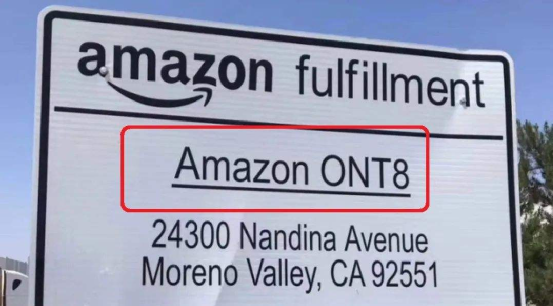 amazon fulfillment
Amazon ONT8
24300 Nandina Avenue
Moreno Valley, CA 92551